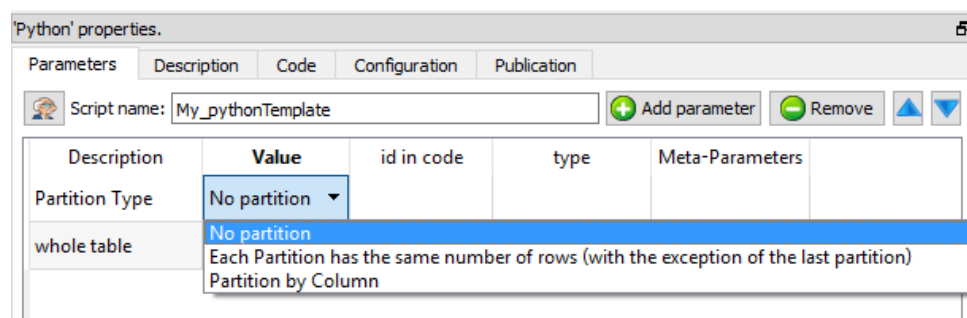 'Python' properties.
Parameters Description Code Configuration Publication
Script name: My_pythonTemplate Add parameter Remove
Description Value id in code type Meta-Parameters
Partition Type No partition
whole table No partition
Each Partition has the same number of rows (with the exception of the last partition)
Partition by Column